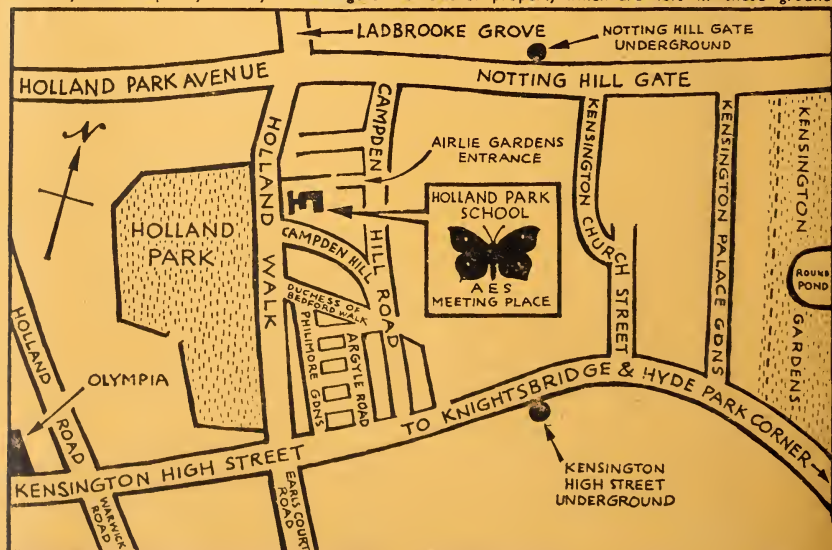 LADBROOKE GROVE
NOTTING HILL GATE
UNDERGROUND
HOLLAND PARK AVENUE
NOTTING HILL GATE
N
CAMPDEN HILL ROAD
AIRLIE GARDENS
ENTRANCE
HOLLAND WALK
HOLLAND PARK
SCHOOL
AES
MEETING PLACE
HOLLAND
PARK
CAMPDEN HILL
DUCHESS OF
BEDFORD WALK
PHILIMORE GDNS
ARGYLE ROAD
KENSINGTON CHURCH STREET
KENSINGTON PALACE GDNS
KENSINGTON GARDENS
ROUND
POND
HOLLAND ROAD
OLYMPIA
KENSINGTON HIGH STREET
TO KNIGHTSBRIDGE & HYDE PARK CORNER
WARWICK
ROAD
EARLS COURT
ROAD
KENSINGTON
HIGH STREET
UNDERGROUND